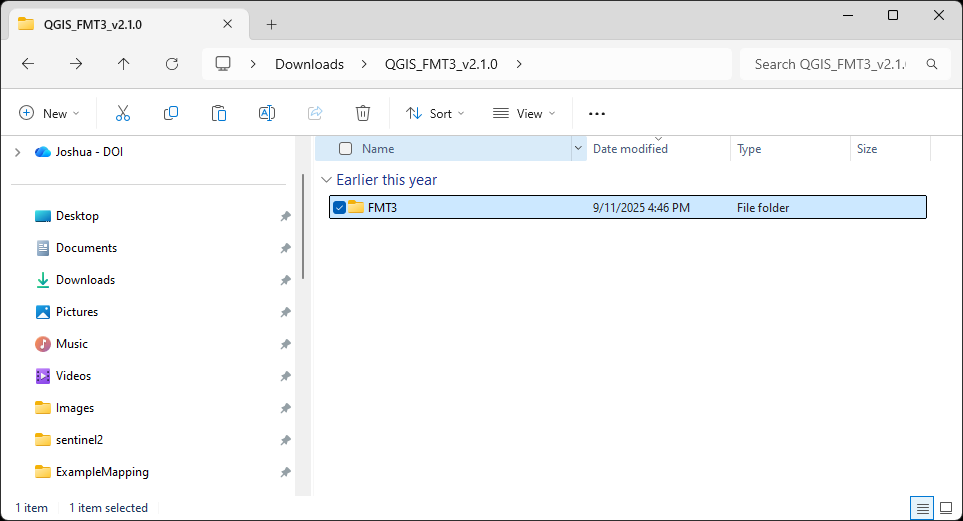 QGIS_FMT3_v2.1.0
Downloads QGIS_FMT3_v2.1.0 Search QGIS_FMT3_v2.1.
New Sort View
Joshua - DOI
Name Date modified Type Size
Earlier this year
FMT3 9/11/2025 4:46 PM File folder
Desktop
Documents
Downloads
Pictures
Music
Videos
Images
sentinel2
ExampleMapping
1 item 1 item selected